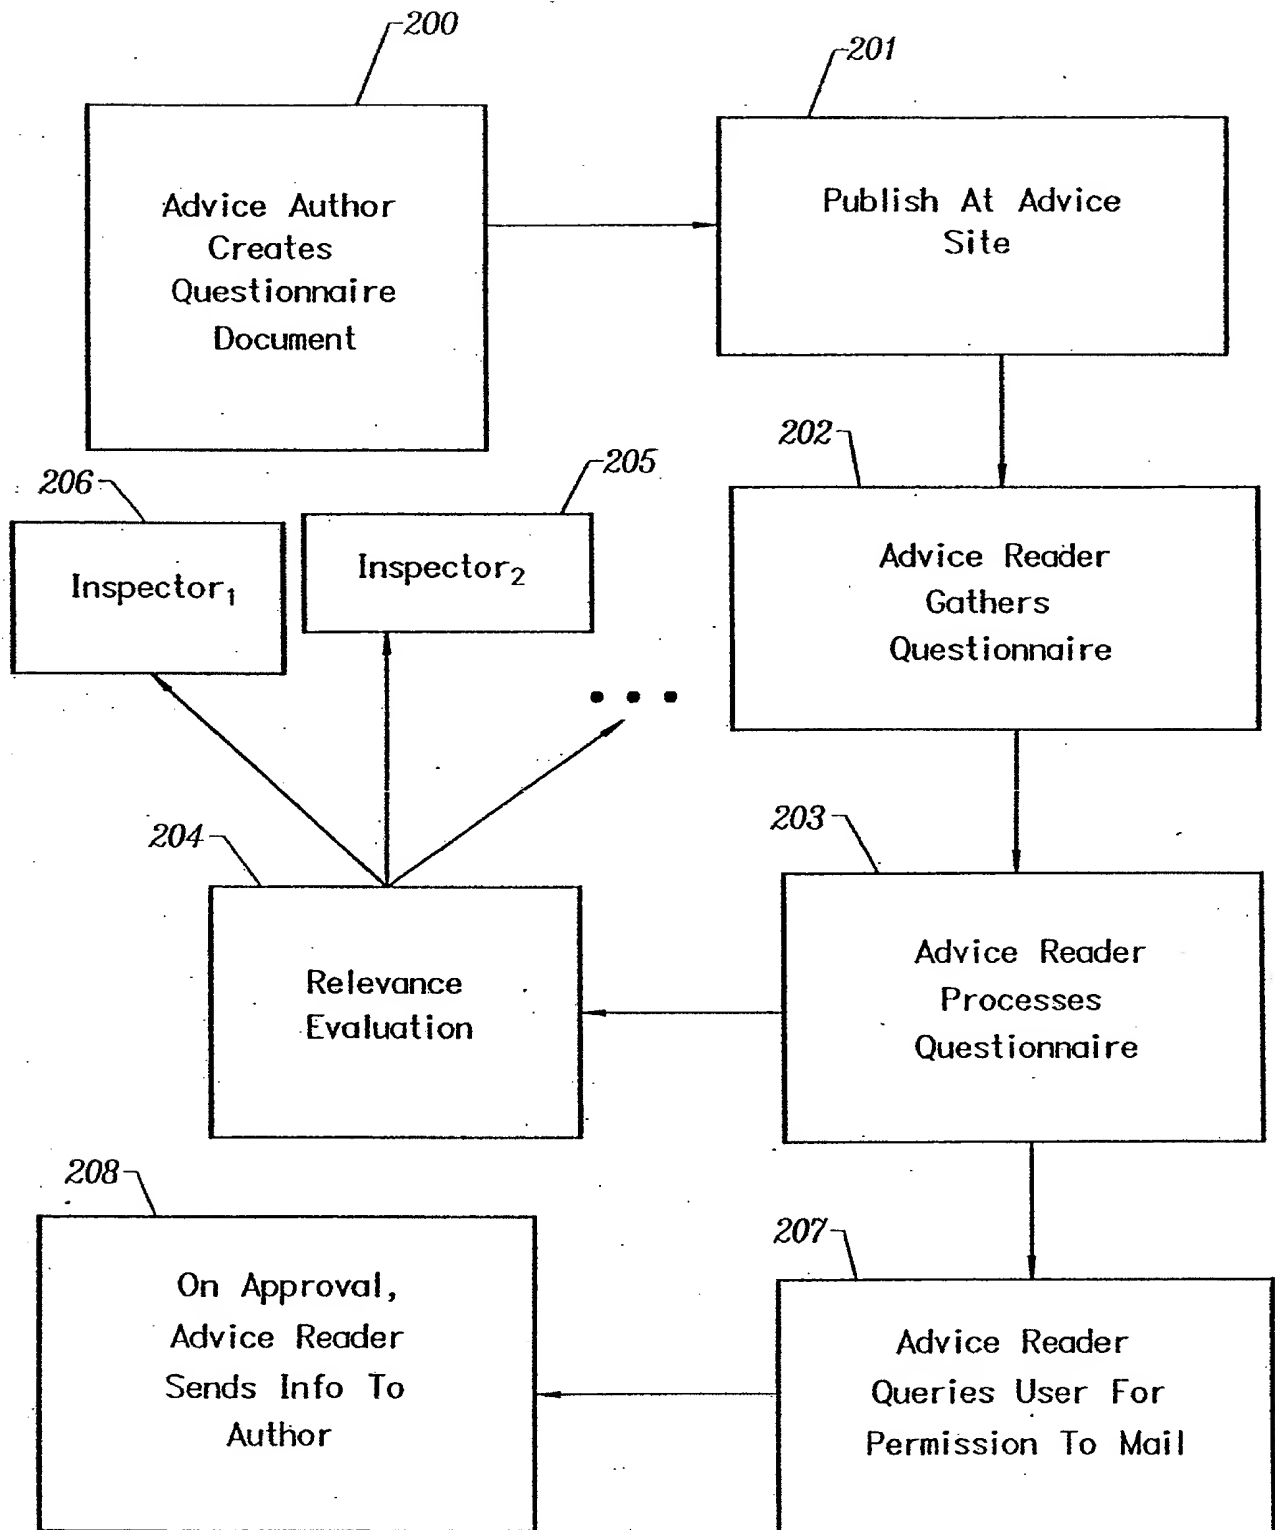 200
Advice Author
Creates
Questionnaire
Document
201
Publish At Advice
Site
202
Advice Reader
Gathers
Questionnaire
206
Inspector₁
205
Inspector₂
• • •
203
Advice Reader
Processes
Questionnaire
204
Relevance
Evaluation
207
Advice Reader
Queries User For
Permission To Mail
208
On Approval,
Advice Reader
Sends Info To
Author